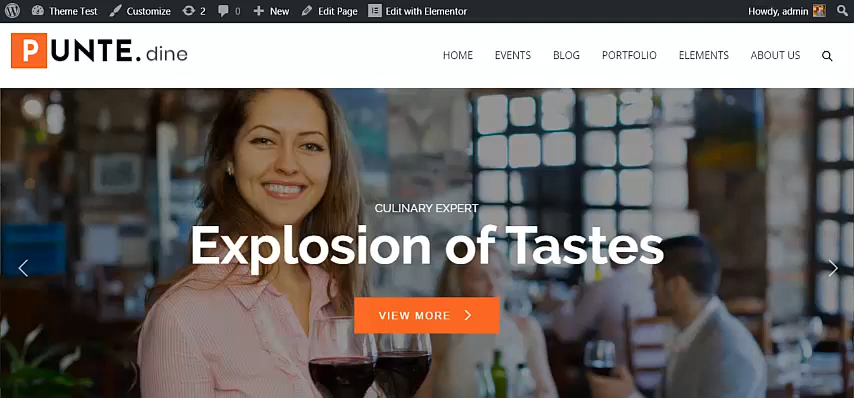 Theme Test Customize 2 0 New Edit Page Edit with Elementor Howdy, admin
PUNTE. dine
HOME EVENTS BLOG PORTFOLIO ELEMENTS ABOUT US
CULINARY EXPERT
Explosion of Tastes
VIEW MORE